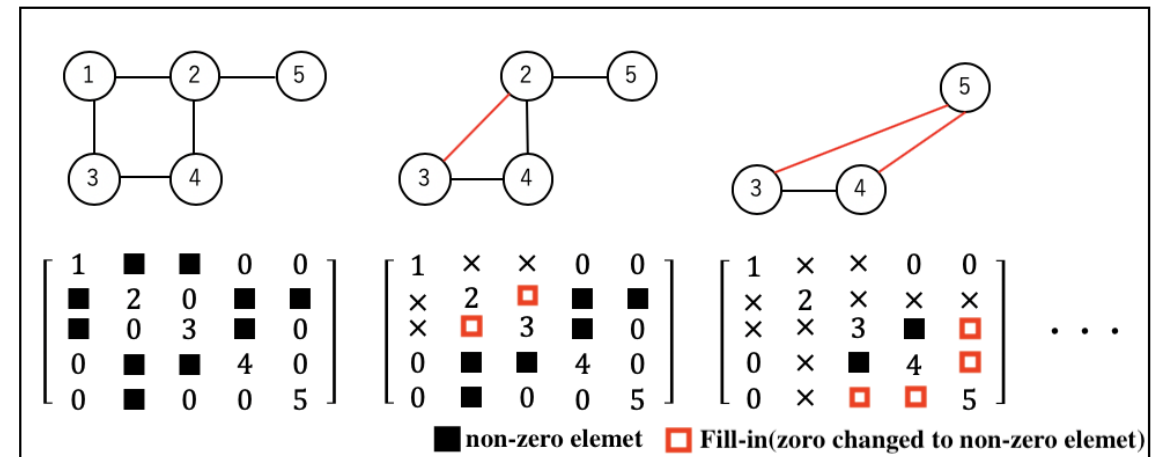 1 2 5
3 4
2 5
3 4
5
3 4
1 ■ ■ 0 0
■ 2 0 ■ ■
■ 0 3 ■ 0
0 ■ ■ 4 0
0 ■ 0 0 5
1 × × 0 0
× 2 □ ■ ■
× □ 3 ■ 0
0 ■ ■ 4 0
0 ■ 0 0 5
1 × × 0 0
× 2 × × ×
× × 3 ■ □
0 × ■ 4 □
0 × □ □ 5
· · ·
■ non-zero elemet □ Fill-in(zoro changed to non-zero elemet)